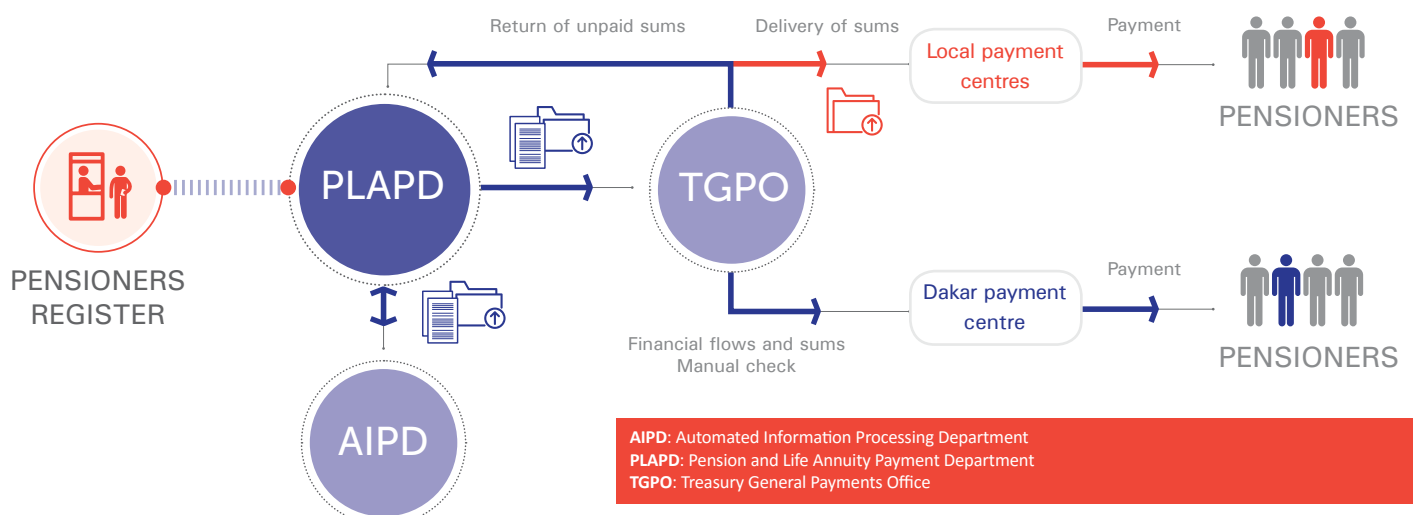 Return of unpaid sums
Delivery of sums
Payment
Local payment
centres
PENSIONERS
PLAPD
TGPO
PENSIONERS
REGISTER
Payment
Dakar payment
centre
Financial flows and sums
Manual check
PENSIONERS
AIPD
AIPD: Automated Information Processing Department
PLAPD: Pension and Life Annuity Payment Department
TGPO: Treasury General Payments Office